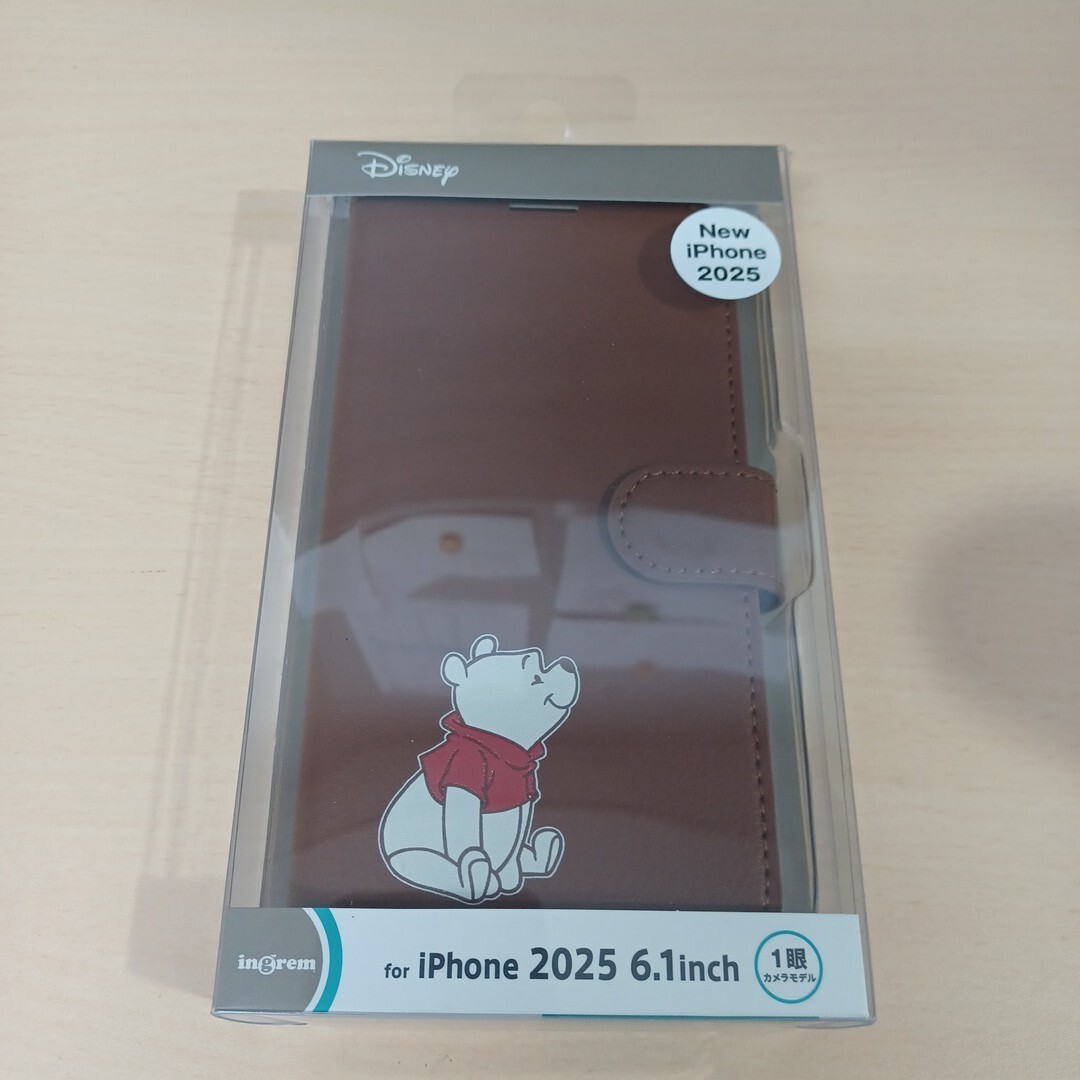 Disney
New
iPhone
2025
ingrem
for iPhone 2025 6.1inch
1眼
カメラモデル